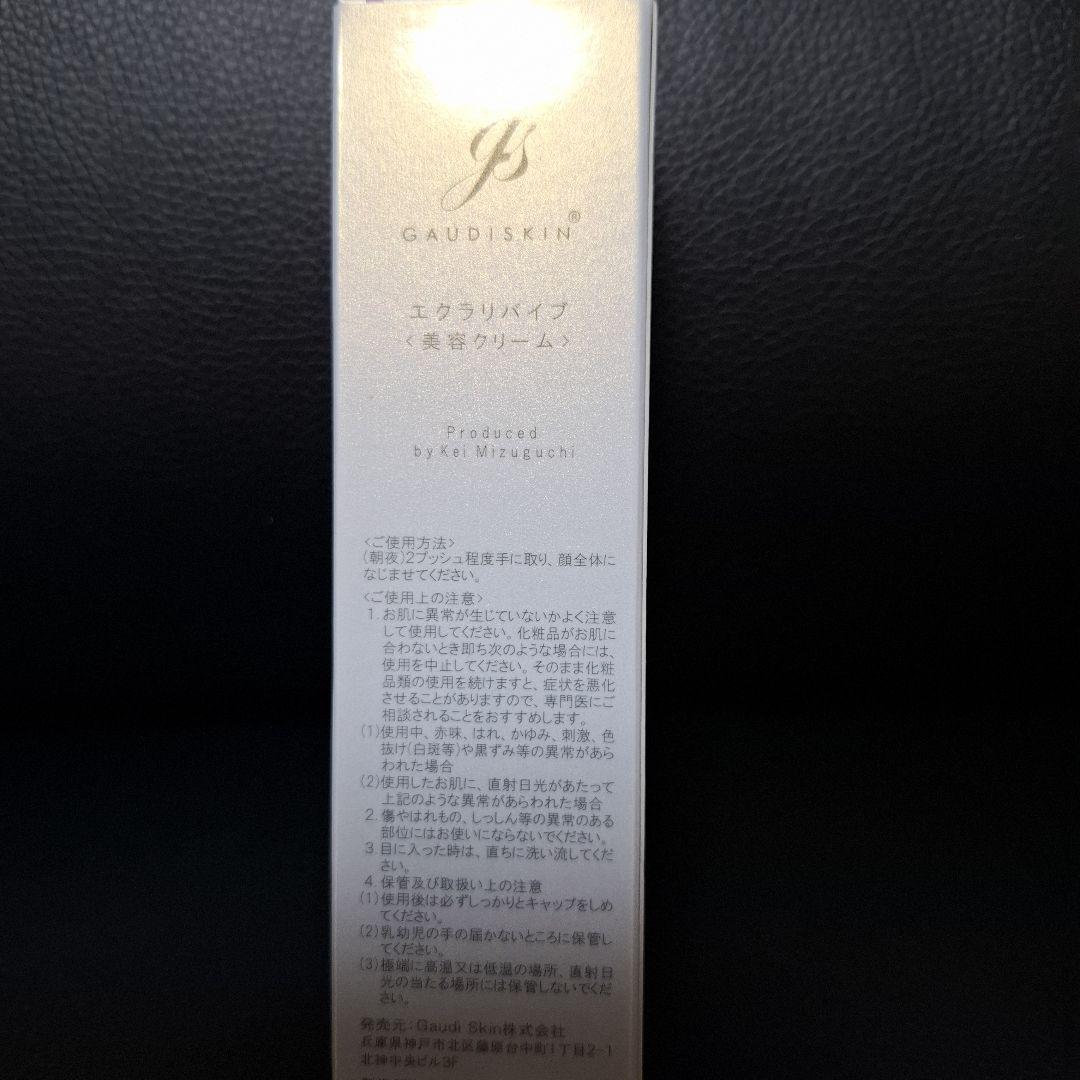 gs
GAUDISKIN®
エクラリバイブ
〈美容クリーム〉
Produced
by Kei Mizuguchi
〈ご使用方法〉
(朝夜)2プッシュ程度手に取り、顔全体に
なじませてください。
〈ご使用上の注意〉
1. お肌に異常が生じていないかよく注意
して使用してください。化粧品がお肌に
合わないとき即ち次のような場合には、
使用を中止してください。そのまま化粧
品類の使用を続けますと、症状を悪化
させることがありますので、専門医にご
相談されることをおすすめします。
(1)使用中、赤味、はれ、かゆみ、刺激、色
抜け(白斑等)や黒ずみ等の異常があら
われた場合
(2)使用したお肌に、直射日光があたって
上記のような異常があらわれた場合
2. 傷やはれもの、しっしん等の異常のある
部位にはお使いにならないでください。
3. 目に入った時は、直ちに洗い流してくだ
さい。
4. 保管及び取扱い上の注意
(1)使用後は必ずしっかりとキャップをしめ
てください。
(2)乳幼児の手の届かないところに保管し
てください。
(3)極端に高温又は低温の場所、直射日
光の当たる場所には保管しないでくだ
さい。
発売元:Gaudi Skin株式会社
兵庫県神戸市北区藤原台中町1丁目2-1
北神中央ビル3F